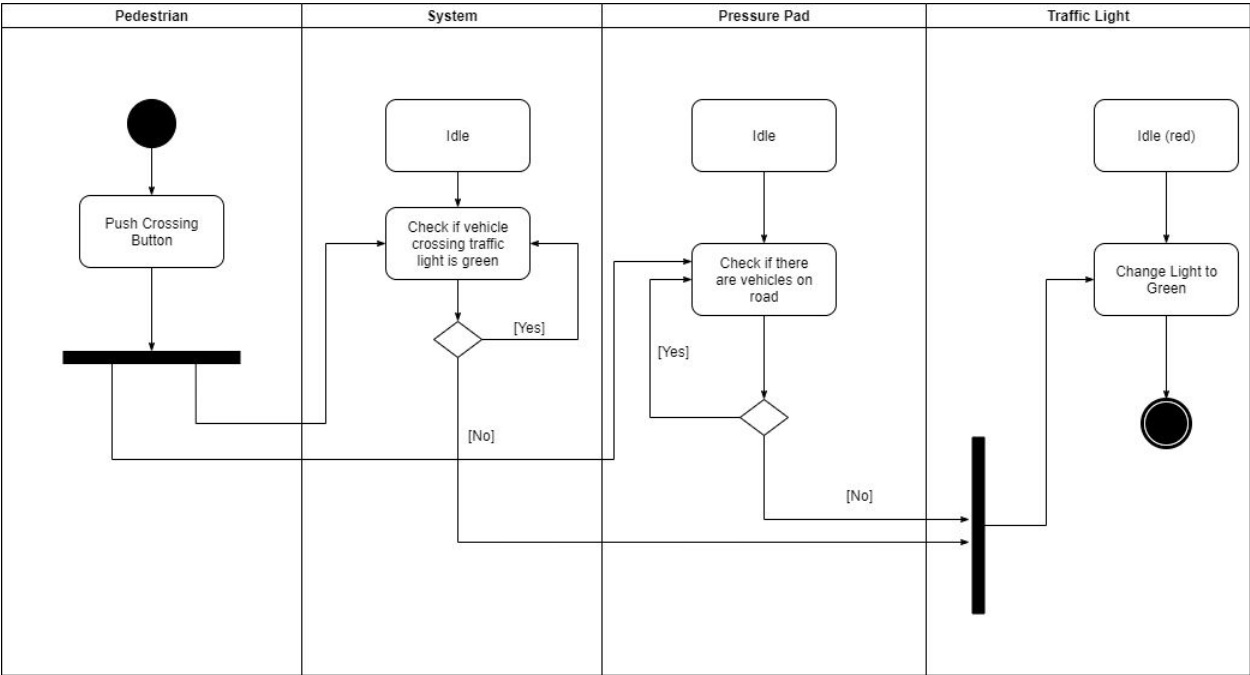 Pedestrian
System
Pressure Pad
Traffic Light
Idle
Idle
Idle (red)
Push Crossing
Button
Check if vehicle
crossing traffic
light is green
Check if there
are vehicles on
road
Change Light to
Green
[Yes]
[Yes]
[No]
[No]